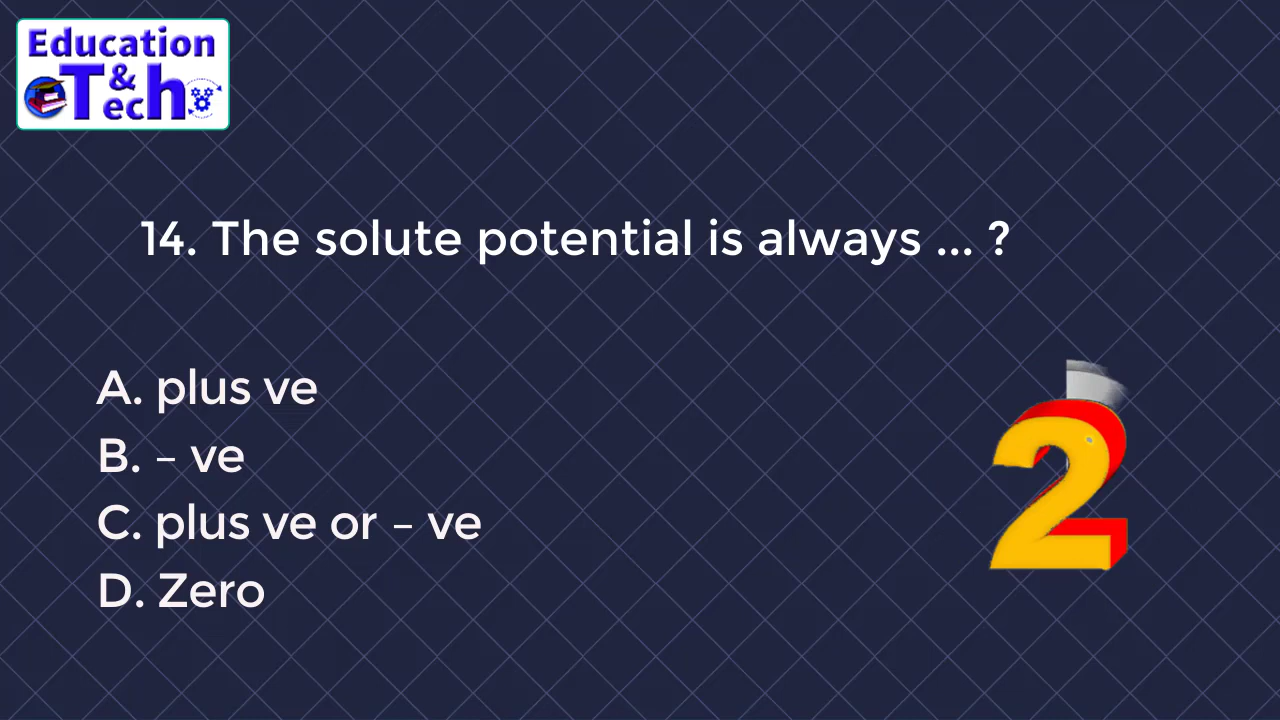 Education
& Tech
14. The solute potential is always ... ?
A. plus ve
B. – ve
C. plus ve or – ve
D. Zero
2